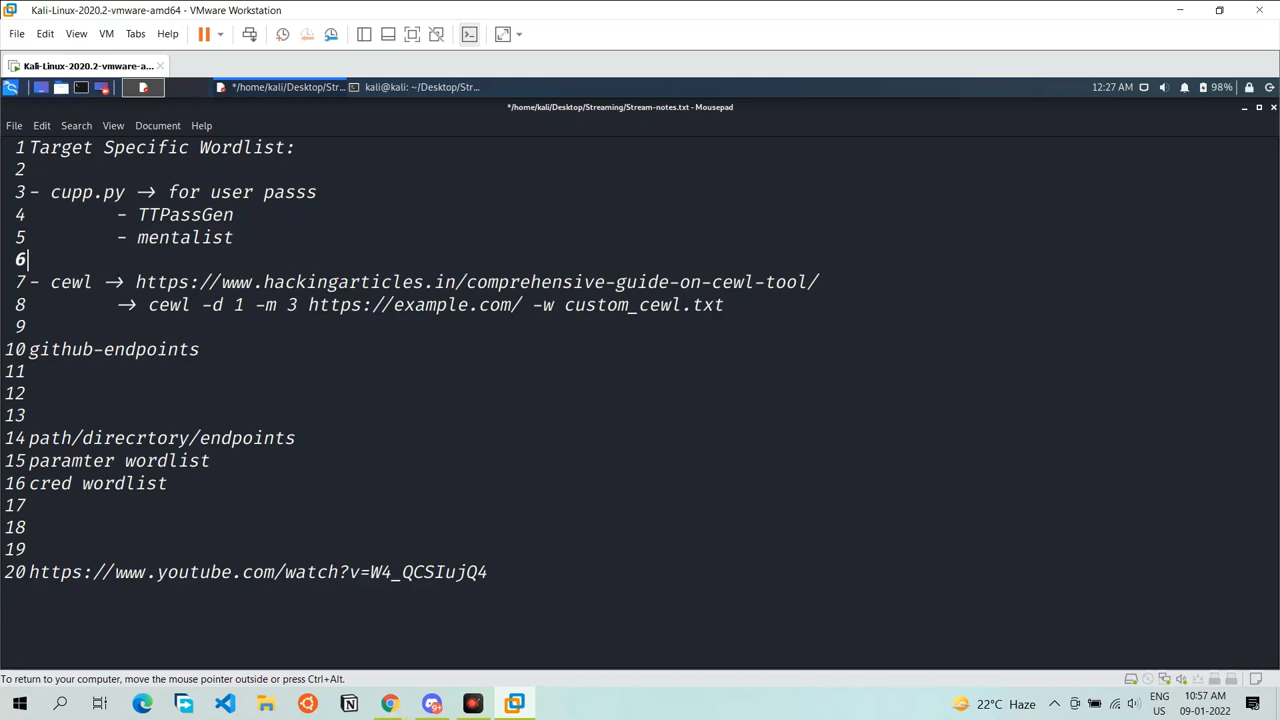 Kali-Linux-2020.2-vmware-amd64 - VMware Workstation
File Edit View VM Tabs Help
Kali-Linux-2020.2-vmware-a...
*/home/kali/Desktop/Str... kali@kali: ~/Desktop/Str... 12:27 AM 98%
*/home/kali/Desktop/Streaming/Stream-notes.txt - Mousepad
File Edit Search View Document Help
1 Target Specific Wordlist:
2
3 - cupp.py → for user passs
4 - TTPassGen
5 - mentalist
6
7 - cewl → https://www.hackingarticles.in/comprehensive-guide-on-cewl-tool/
8 → cewl -d 1 -m 3 https://example.com/ -w custom_cewl.txt
9
10 github-endpoints
11
12
13
14 path/direcrtory/endpoints
15 paramter wordlist
16 cred wordlist
17
18
19
20 https://www.youtube.com/watch?v=W4_QCSIujQ4
To return to your computer, move the mouse pointer outside or press Ctrl+Alt.
9+ 22°C Haze ENG US 10:57 AM 09-01-2022